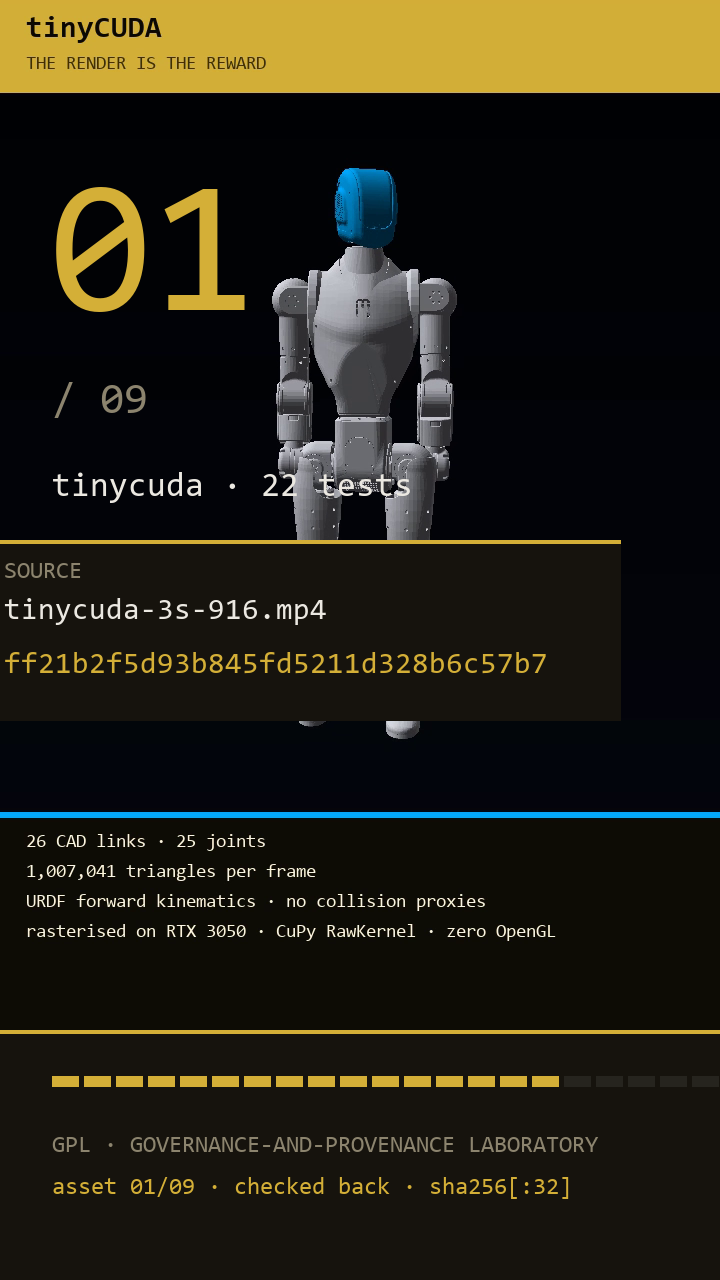 tinyCUDA
THE RENDER IS THE REWARD
01
/ 09
tinycuda · 22 tests
SOURCE
tinycuda-3s-916.mp4
ff21b2f5d93b845fd5211d328b6c57b7
26 CAD links · 25 joints
1,007,041 triangles per frame
URDF forward kinematics · no collision proxies
rasterised on RTX 3050 · CuPy RawKernel · zero OpenGL
GPL · GOVERNANCE-AND-PROVENANCE LABORATORY
asset 01/09 · checked back · sha256[:32]